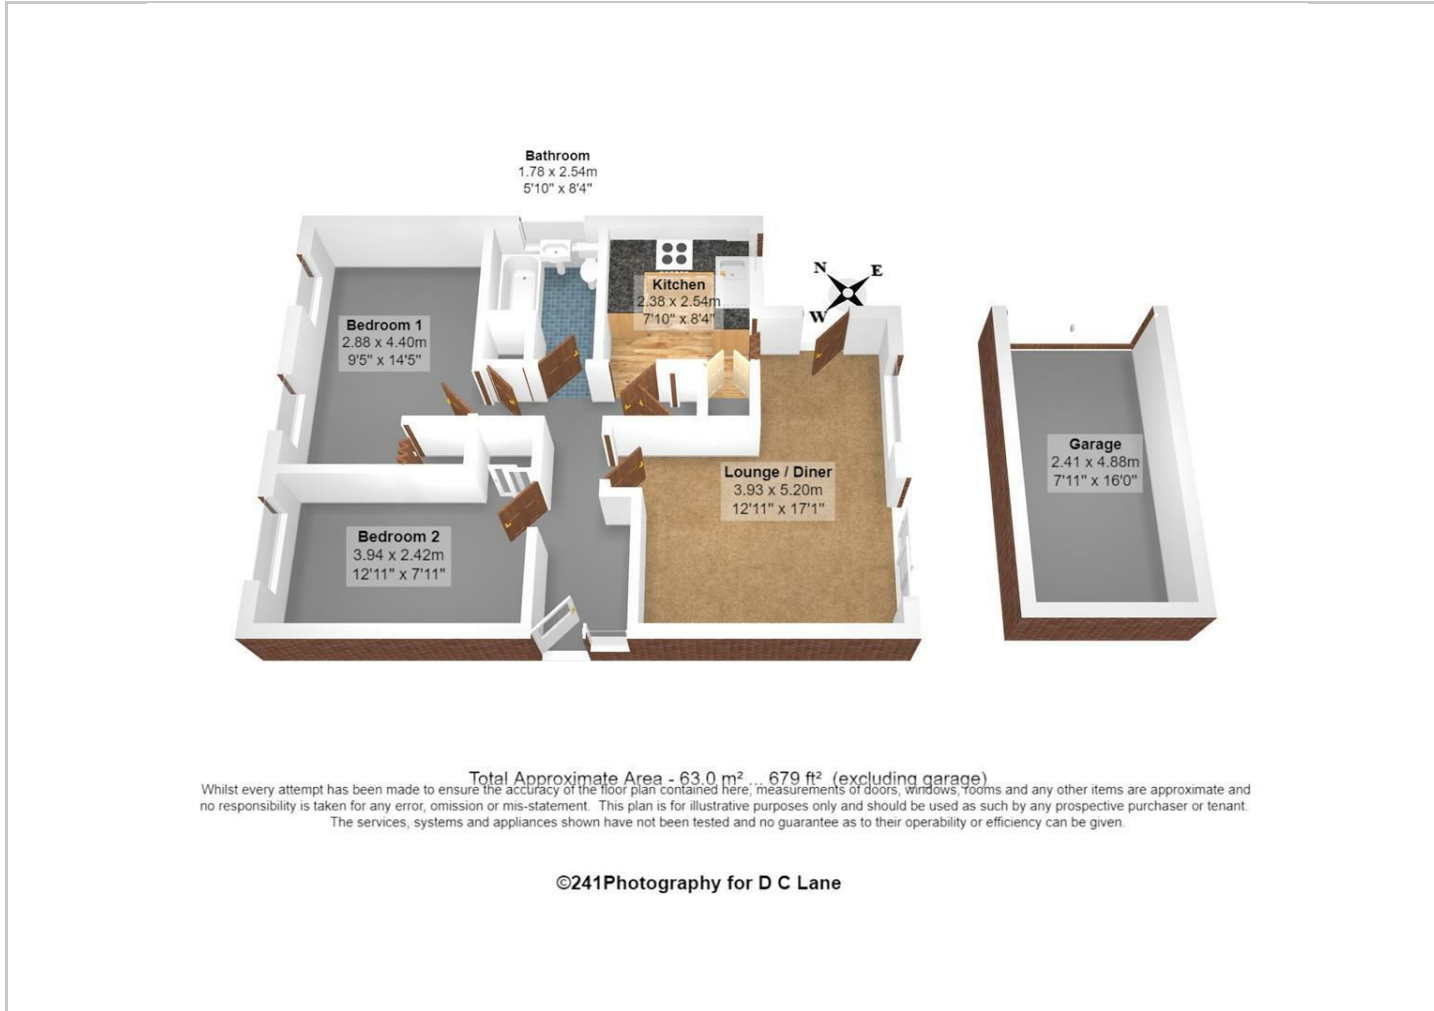 Bathroom
1.78 x 2.54m
5'10" x 8'4"
Kitchen
2.38 x 2.54m
7'10" x 8'4"
N
E
W
Bedroom 1
2.88 x 4.40m
9'5" x 14'5"
Lounge / Diner
3.93 x 5.20m
12'11" x 17'1"
Garage
2.41 x 4.88m
7'11" x 16'0"
Bedroom 2
3.94 x 2.42m
12'11" x 7'11"
Total Approximate Area - 63.0 m² ... 679 ft² (excluding garage)
Whilst every attempt has been made to ensure the accuracy of the floor plan contained here, measurements of doors, windows, rooms and any other items are approximate and
no responsibility is taken for any error, omission or mis-statement. This plan is for illustrative purposes only and should be used as such by any prospective purchaser or tenant.
The services, systems and appliances shown have not been tested and no guarantee as to their operability or efficiency can be given.
©241Photography for D C Lane